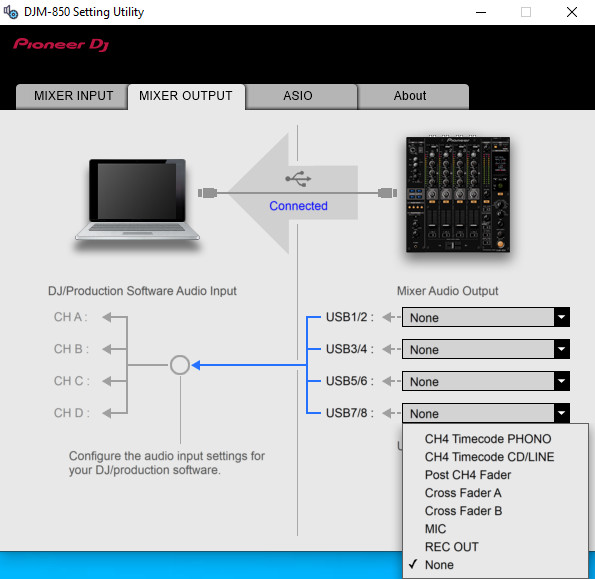 DJM-850 Setting Utility
Pioneer Dj
MIXER INPUT
MIXER OUTPUT
ASIO
About
Connected
Pioneer
DJ/Production Software Audio Input
Mixer Audio Output
CH A :
USB1/2 :
None
CH B :
USB3/4 :
None
CH C :
USB5/6 :
None
CH D :
USB7/8 :
None
Configure the audio input settings for
your DJ/production software.
CH4 Timecode PHONO
CH4 Timecode CD/LINE
Post CH4 Fader
Cross Fader A
Cross Fader B
MIC
REC OUT
✓ None